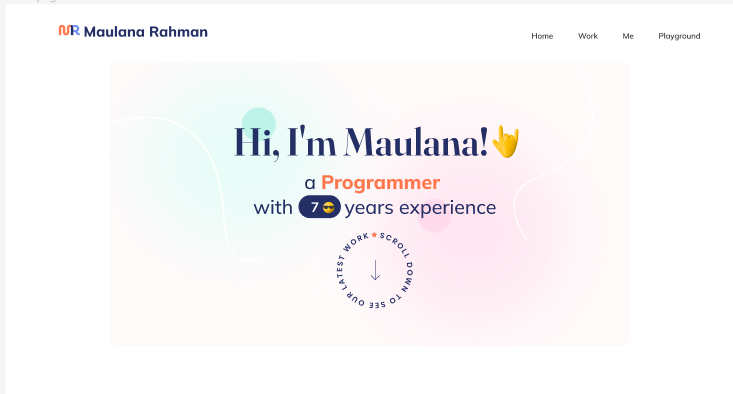 MR Maulana Rahman
Home Work Me Playground
Hi, I'm Maulana!🤘
a Programmer
with 7 😎 years experience
★ SCROLL DOWN TO SEE OUR LATEST WORK